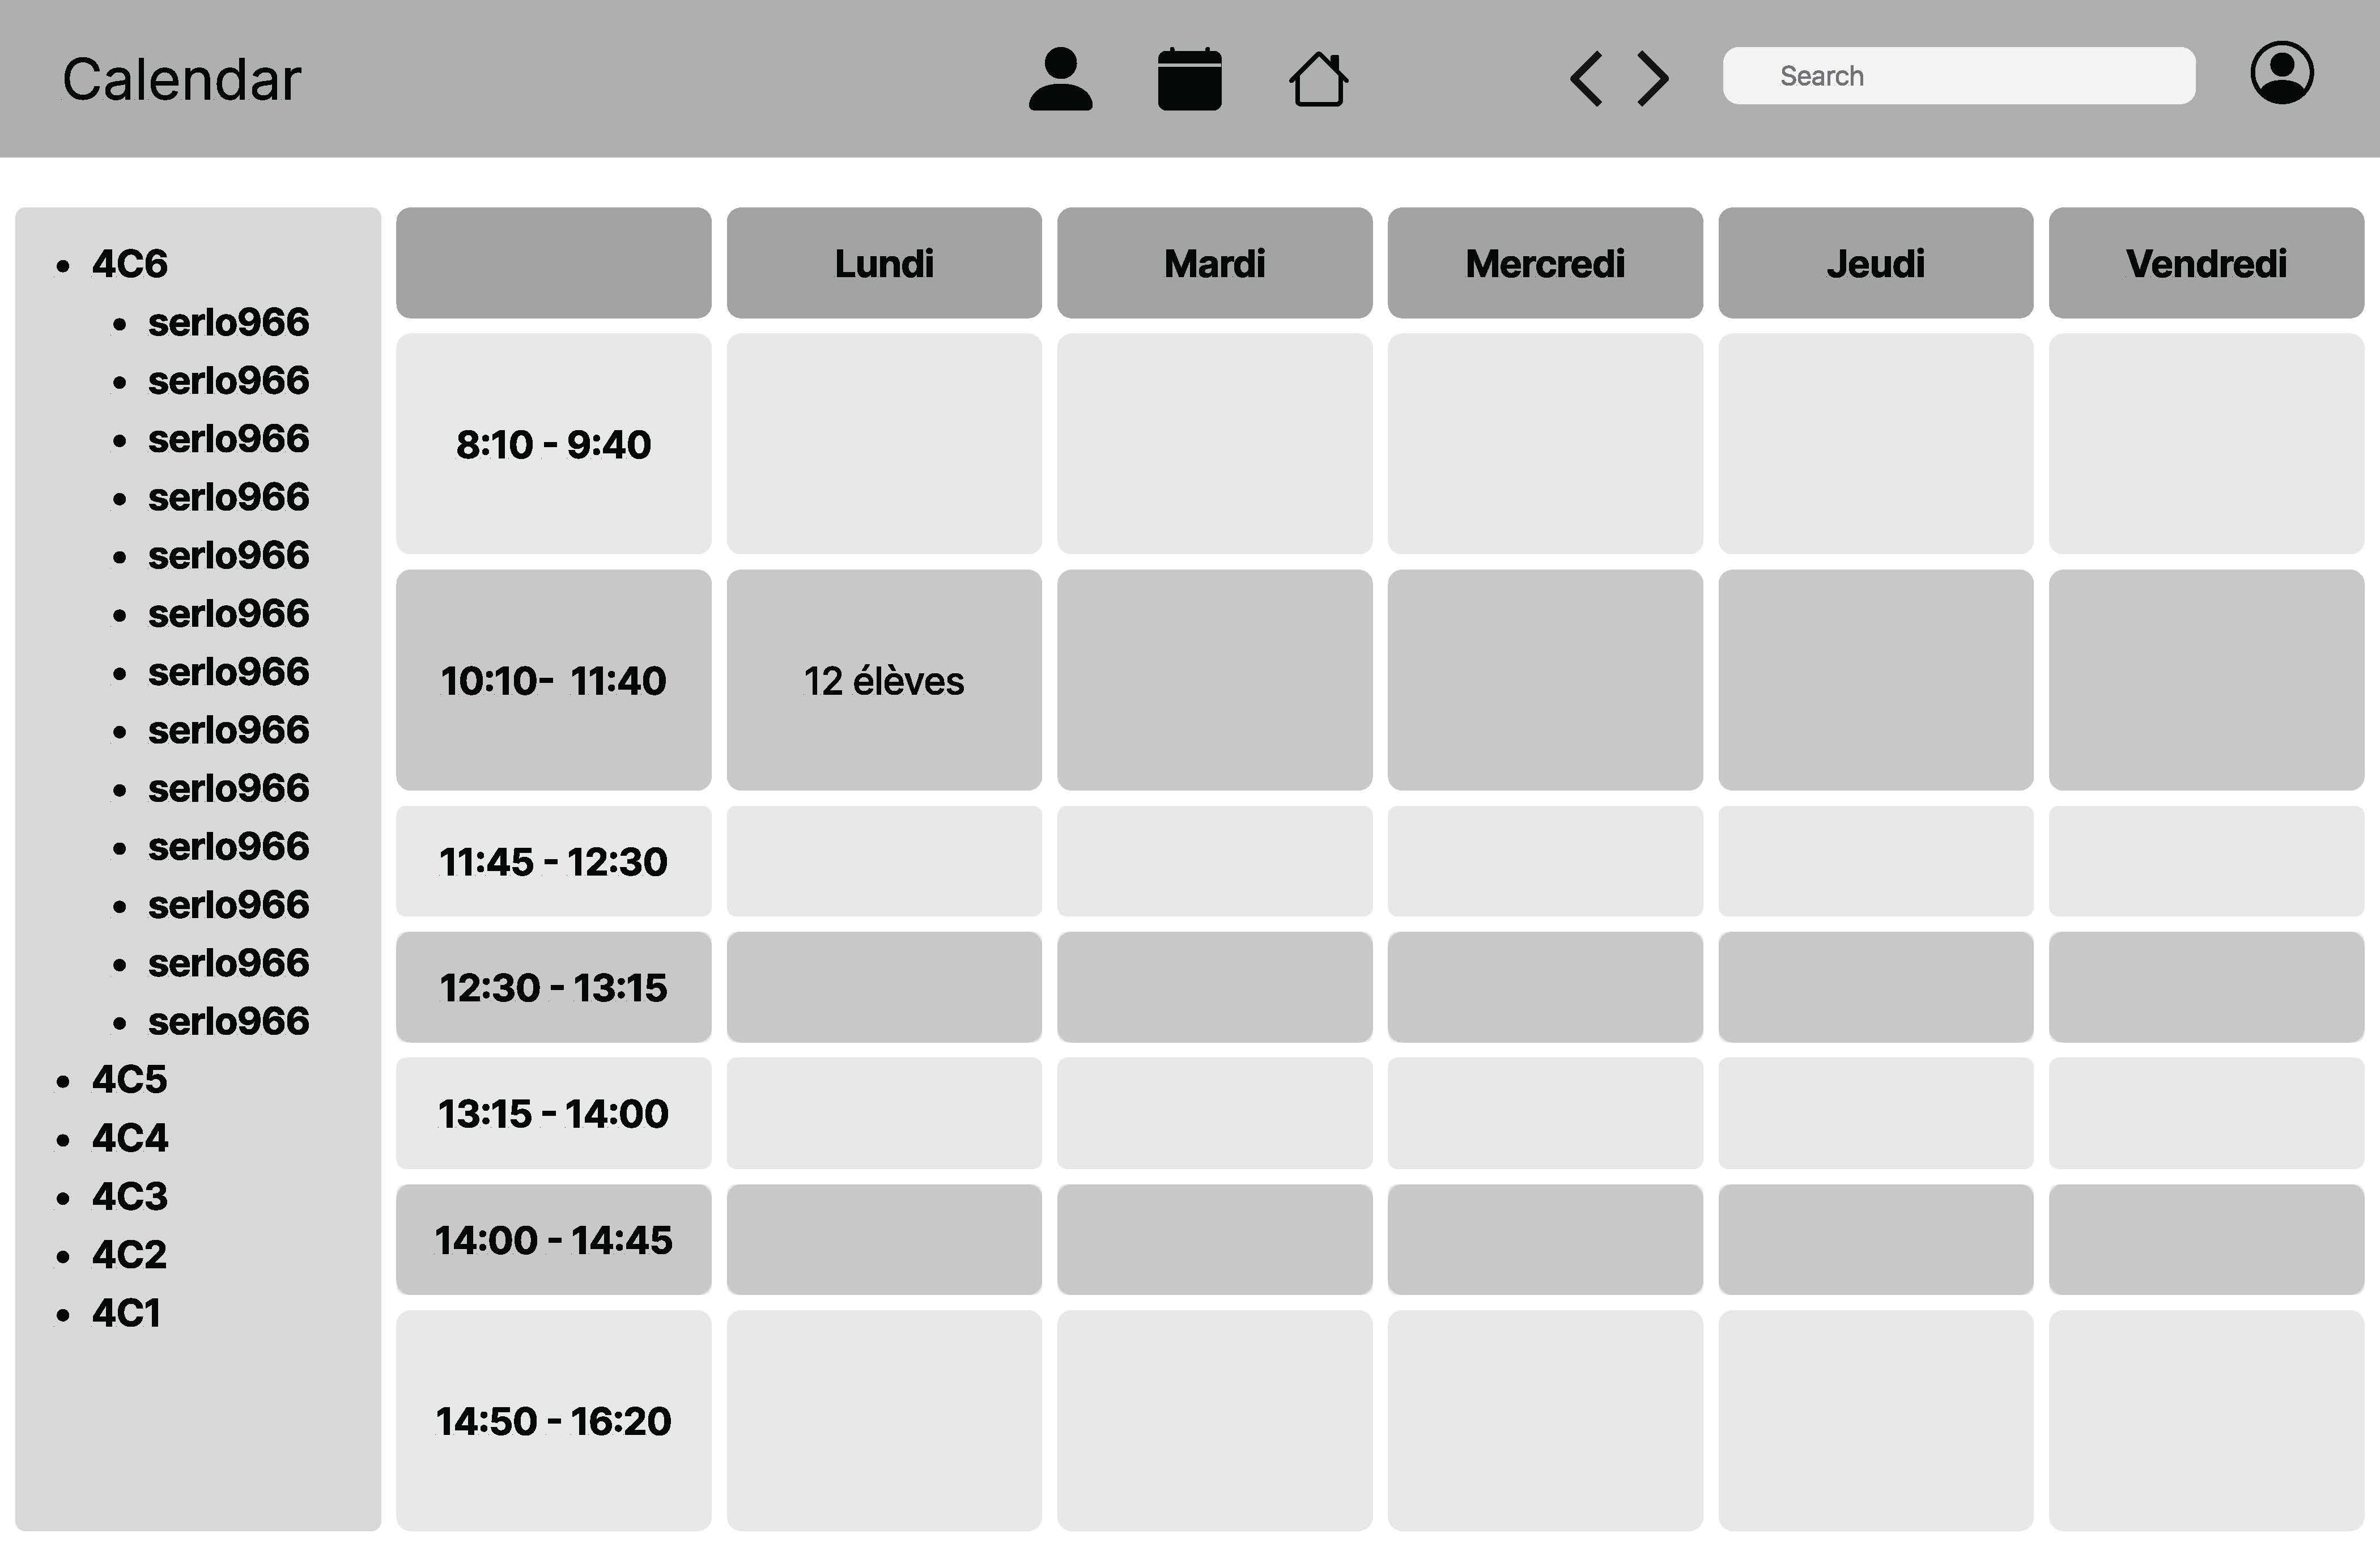 Calendar
Search
• 4C6
• serlo966
• serlo966
• serlo966
• serlo966
• serlo966
• serlo966
• serlo966
• serlo966
• serlo966
• serlo966
• serlo966
• serlo966
• serlo966
• 4C5
• 4C4
• 4C3
• 4C2
• 4C1
Lundi Mardi Mercredi Jeudi Vendredi
8:10 - 9:40
10:10- 11:40 12 élèves
11:45 - 12:30
12:30 - 13:15
13:15 - 14:00
14:00 - 14:45
14:50 - 16:20